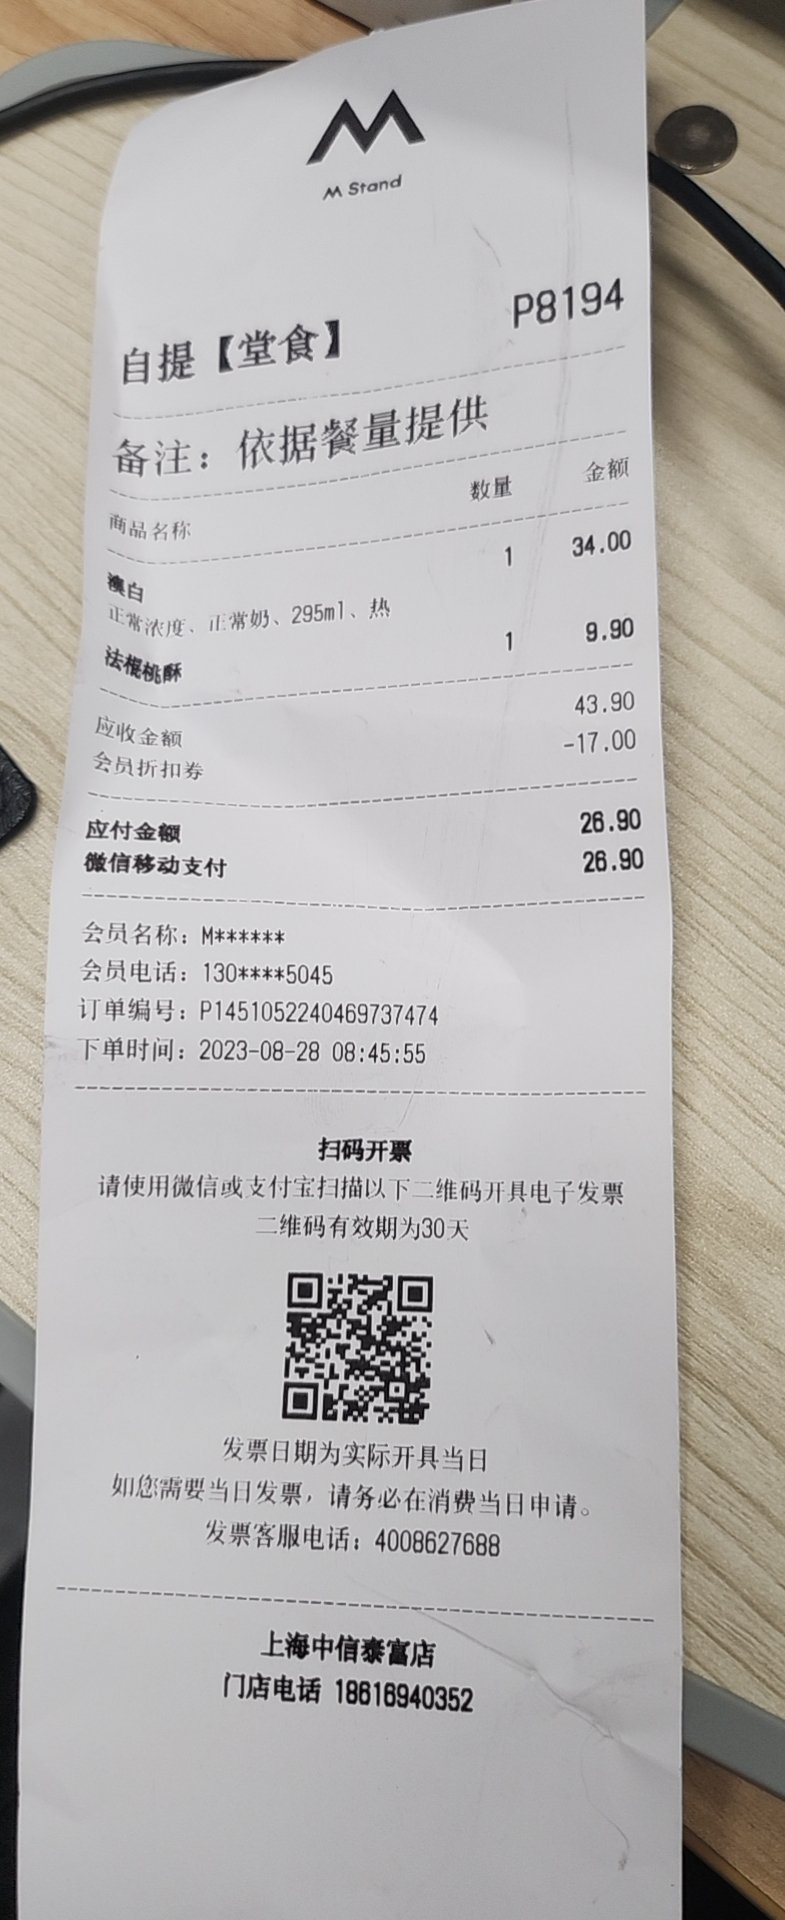 M Stand
自提【堂食】 P8194
备注：依据餐量提供
商品名称 数量 金额
澳白 1 34.00
正常浓度、正常奶、295ml、热
法棍桃酥 1 9.90
应收金额 43.90
会员折扣券 -17.00
应付金额 26.90
微信移动支付 26.90
会员名称：M******
会员电话：130****5045
订单编号：P1451052240469737474
下单时间：2023-08-28 08:45:55
扫码开票
请使用微信或支付宝扫描以下二维码开具电子发票
二维码有效期为30天
发票日期为实际开具当日
如您需要当日发票，请务必在消费当日申请。
发票客服电话：4008627688
上海中信泰富店
门店电话 18616940352